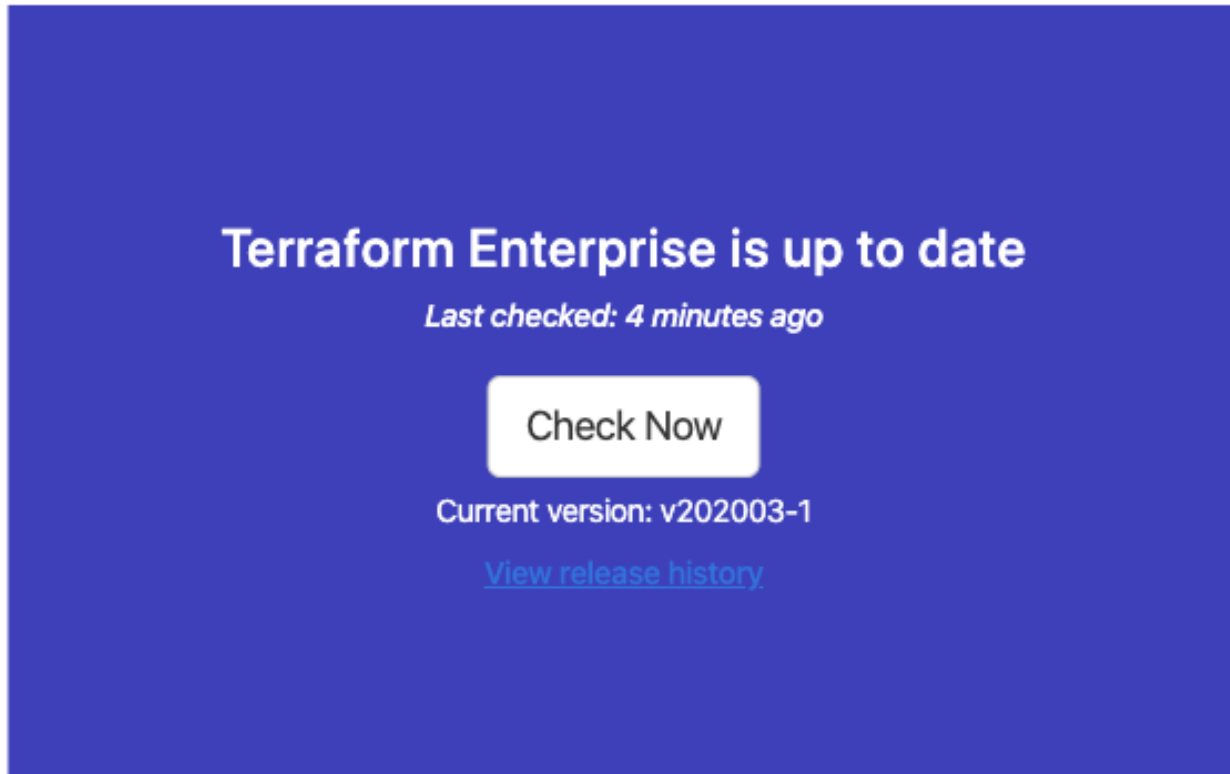 Terraform Enterprise is up to date
Last checked: 4 minutes ago
Check Now
Current version: v202003-1
View release history